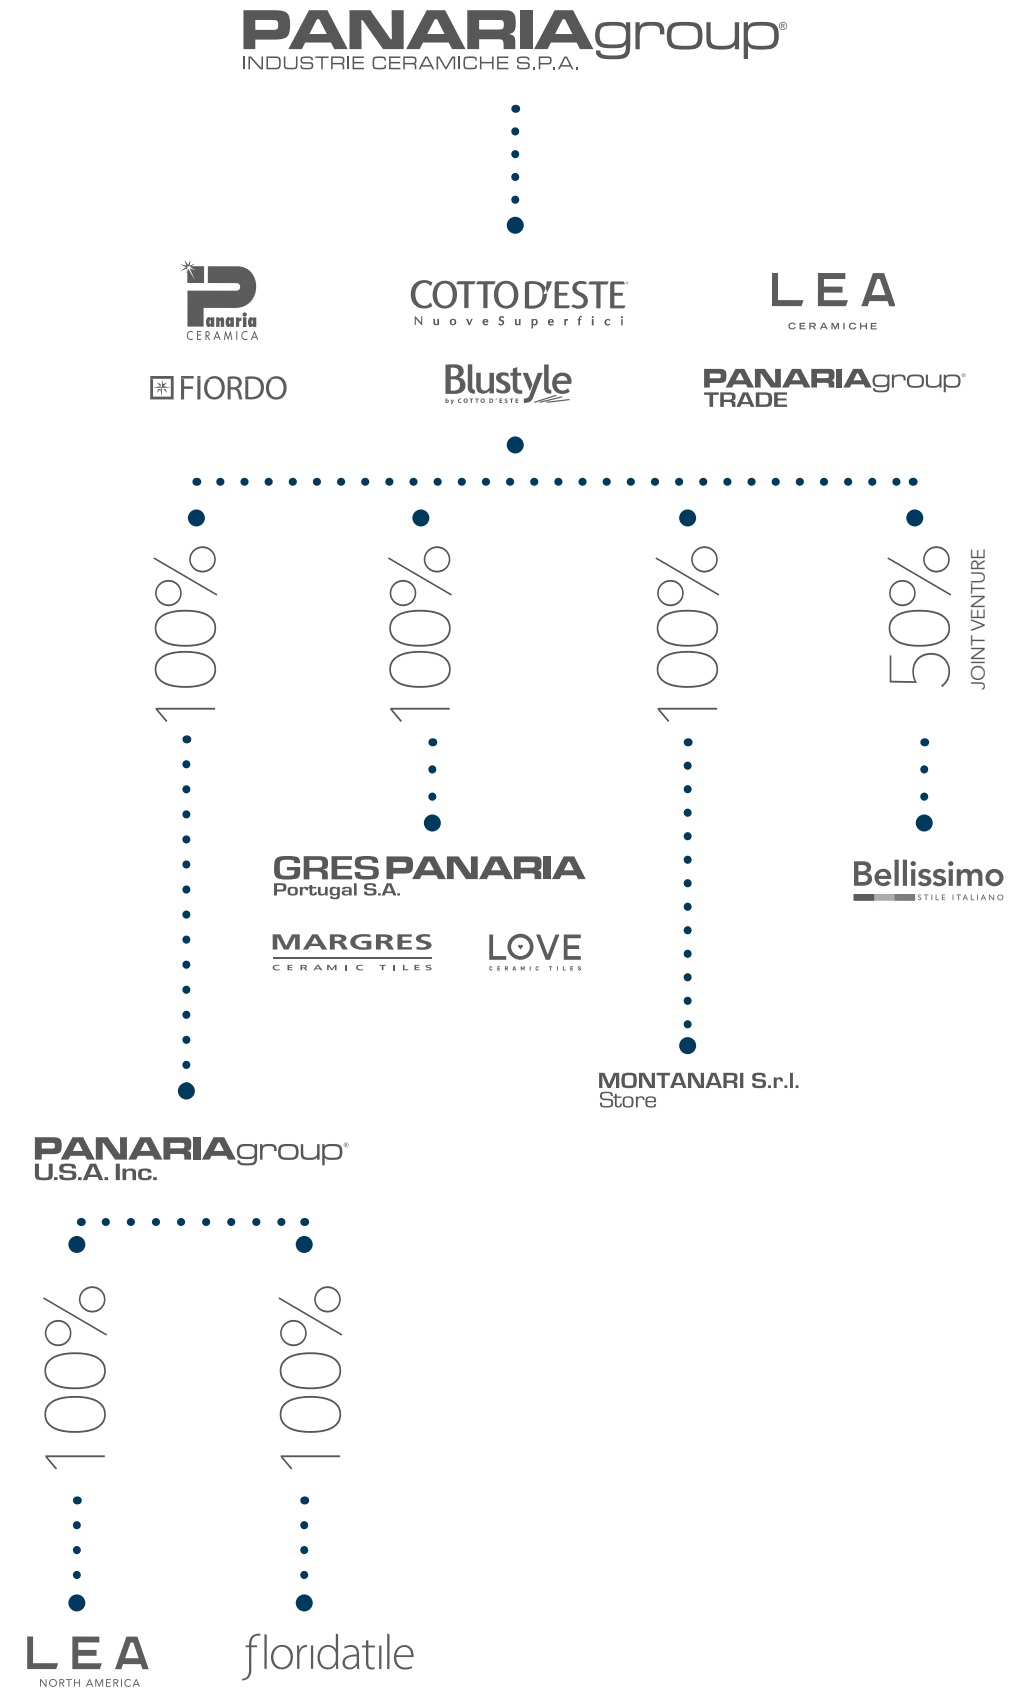 PANARIAgroup®
INDUSTRIE CERAMICHE S.P.A.
Panaria
CERAMICA
COTTO D'ESTE
NuoveSuperfici
LEA
CERAMICHE
FIORDO
Blustyle
by COTTO D'ESTE
PANARIAgroup®
TRADE
100%
100%
100%
50%
JOINT VENTURE
GRES PANARIA
Portugal S.A.
MARGRES
CERAMIC TILES
LOVE
CERAMIC TILES
Bellissimo
STILE ITALIANO
MONTANARI S.r.l.
Store
PANARIAgroup®
U.S.A. Inc.
100%
100%
LEA
NORTH AMERICA
floridatile